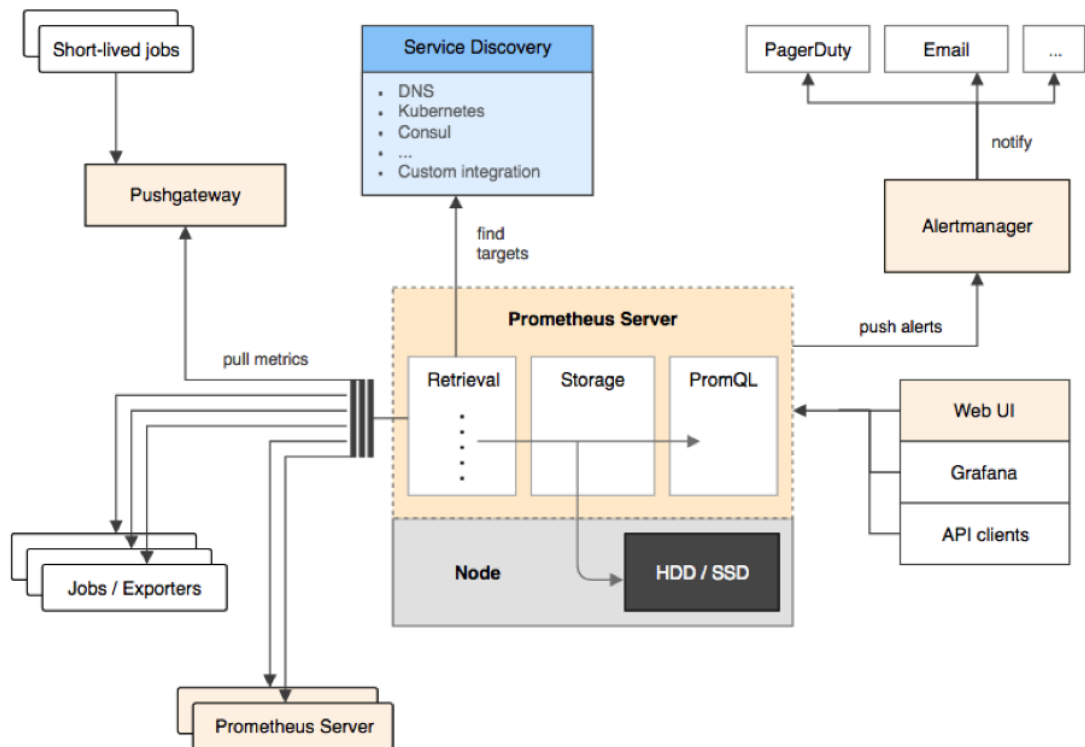 Short-lived jobs
Service Discovery
• DNS
• Kubernetes
• Consul
• ...
• Custom integration
PagerDuty
Email
...
notify
Pushgateway
Alertmanager
find
targets
Prometheus Server
push alerts
pull metrics
Retrieval
Storage
PromQL
Web UI
Grafana
API clients
Node
HDD / SSD
Jobs / Exporters
Prometheus Server